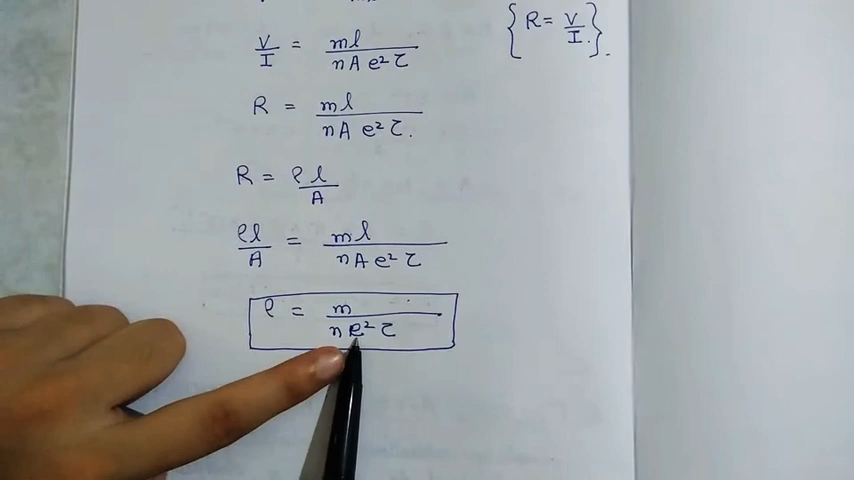 {R = V/I.}.
V/I = ml/nAe²τ
R = ml/nAe²τ.
R = ρl/A
ρl/A = ml/nAe²τ
ρ = m/ne²τ